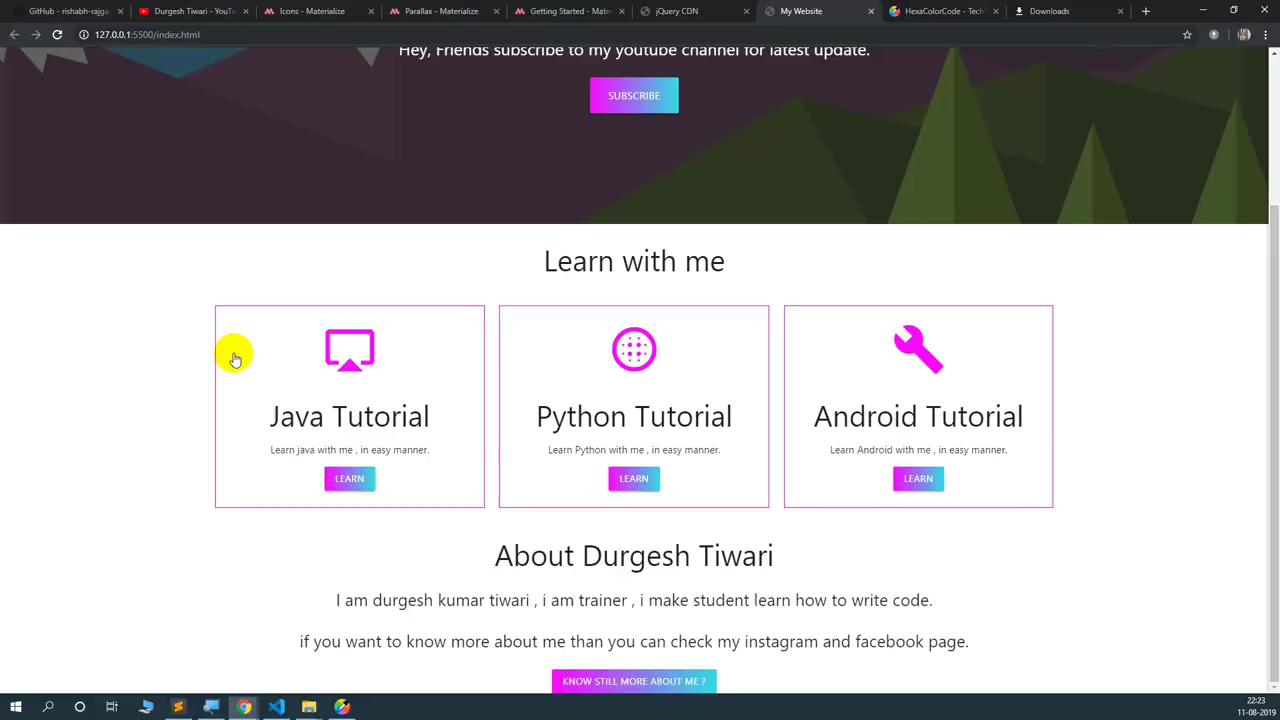 GitHub - rishabh-rajga
Durgesh Tiwari - YouT
Icons - Materialize
Parallax - Materialize
Getting Started - Mate
jQuery CDN
My Website
HexaColorCode - Tech
Downloads
127.0.0.1:5500/index.html
Hey, Friends subscribe to my youtube channel for latest update.
SUBSCRIBE
Learn with me
Java Tutorial
Learn java with me , in easy manner.
LEARN
Python Tutorial
Learn Python with me , in easy manner.
LEARN
Android Tutorial
Learn Android with me , in easy manner.
LEARN
About Durgesh Tiwari
I am durgesh kumar tiwari , i am trainer , i make student learn how to write code.
if you want to know more about me than you can check my instagram and facebook page.
KNOW STILL MORE ABOUT ME ?
22:23
11-08-2019